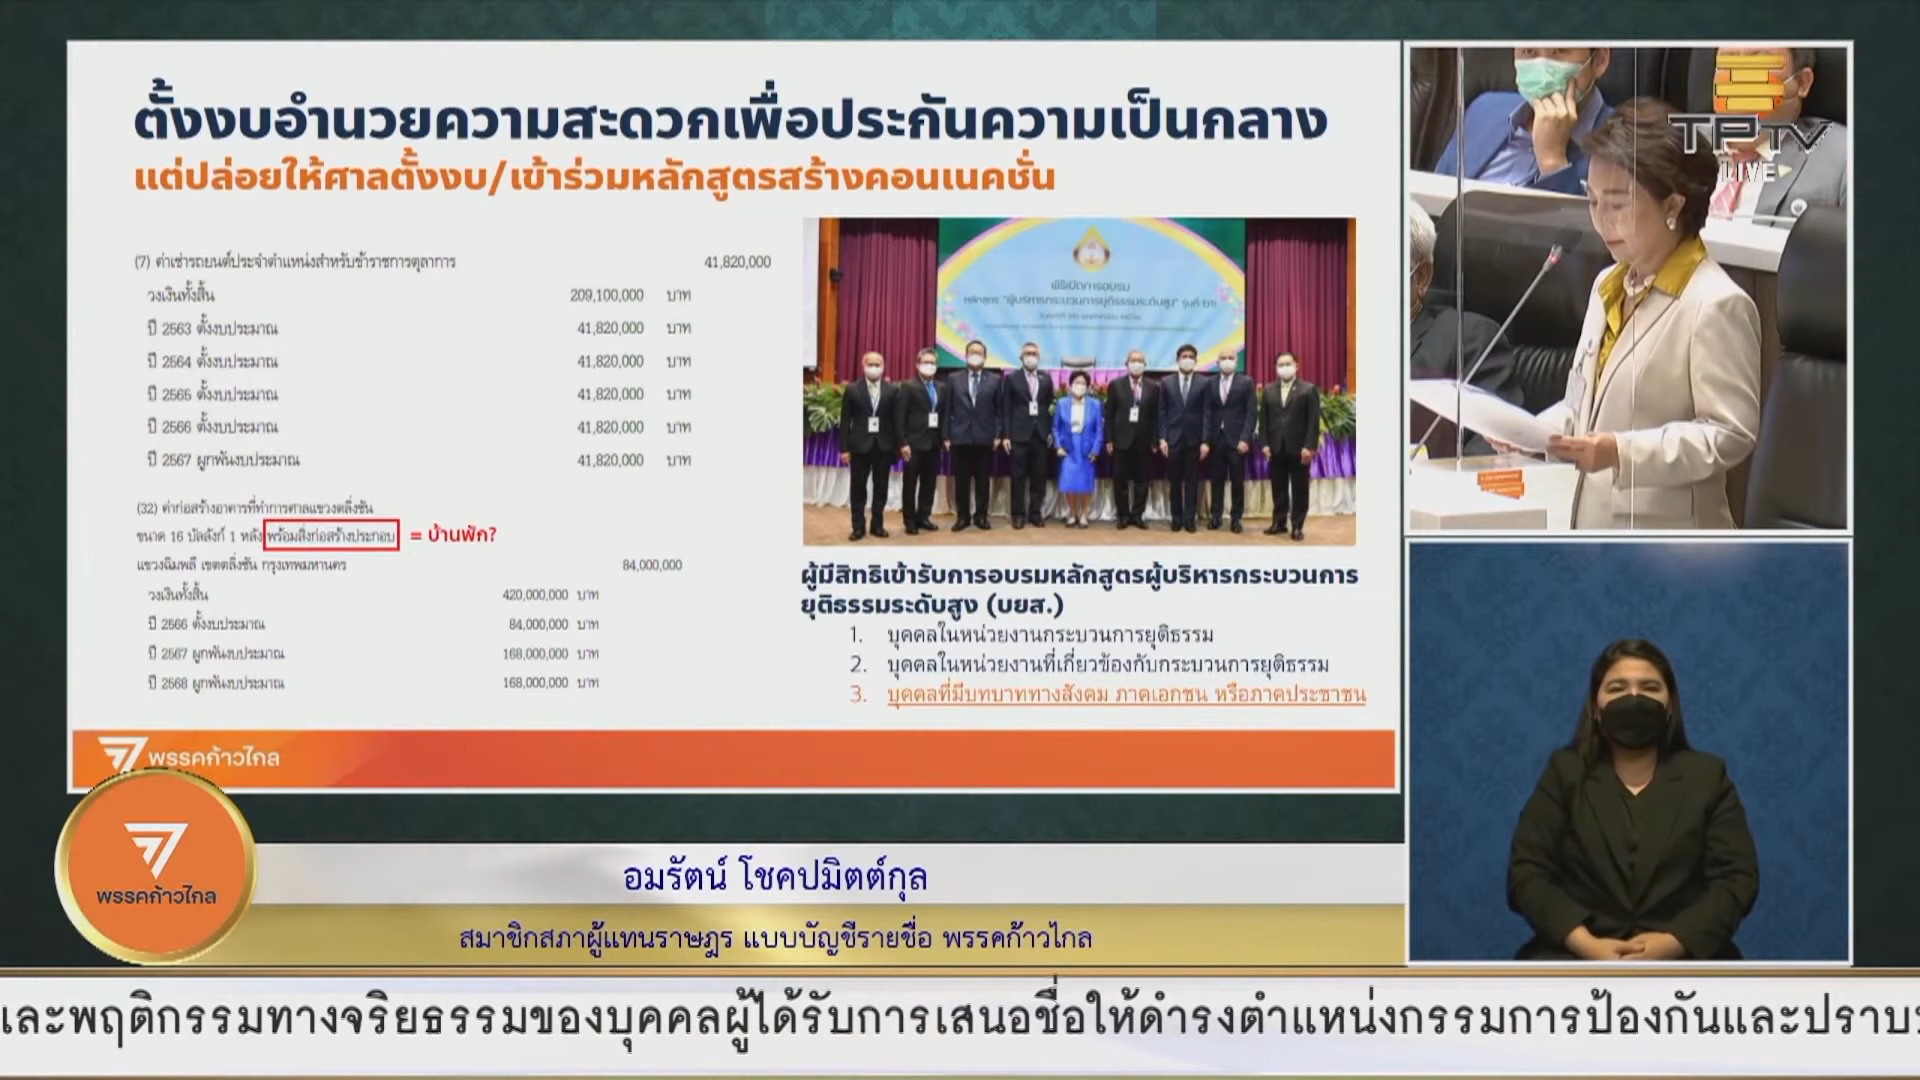 ตั้งงบอำนวยความสะดวกเพื่อประกันความเป็นกลาง
แต่ปล่อยให้ศาลตั้งงบ/เข้าร่วมหลักสูตรสร้างคอนเนคชั่น
(7) ค่าเช่ารถยนต์ประจำตำแหน่งสำหรับข้าราชการตุลาการ 41,820,000
วงเงินทั้งสิ้น 209,100,000 บาท
ปี 2563 ตั้งงบประมาณ 41,820,000 บาท
ปี 2564 ตั้งงบประมาณ 41,820,000 บาท
ปี 2565 ตั้งงบประมาณ 41,820,000 บาท
ปี 2566 ตั้งงบประมาณ 41,820,000 บาท
ปี 2567 ผูกพันงบประมาณ 41,820,000 บาท
(32) ค่าก่อสร้างอาคารที่ทำการศาลแขวงตลิ่งชัน
ขนาด 16 บัลลังก์ 1 หลัง พร้อมสิ่งก่อสร้างประกอบ = บ้านพัก?
แขวงฉิมพลี เขตตลิ่งชัน กรุงเทพมหานคร 84,000,000
วงเงินทั้งสิ้น 420,000,000 บาท
ปี 2566 ตั้งงบประมาณ 84,000,000 บาท
ปี 2567 ผูกพันงบประมาณ 168,000,000 บาท
ปี 2568 ผูกพันงบประมาณ 168,000,000 บาท
พิธีเปิดการอบรม
หลักสูตร "ผู้บริหารกระบวนการยุติธรรมระดับสูง" รุ่นที่
ผู้มีสิทธิเข้ารับการอบรมหลักสูตรผู้บริหารกระบวนการ
ยุติธรรมระดับสูง (บยส.)
1. บุคคลในหน่วยงานกระบวนการยุติธรรม
2. บุคคลในหน่วยงานที่เกี่ยวข้องกับกระบวนการยุติธรรม
3. บุคคลที่มีบทบาททางสังคม ภาคเอกชน หรือภาคประชาชน
พรรคก้าวไกล
TPTV
LIVE
พรรคก้าวไกล
อมรัตน์ โชคปมิตต์กุล
สมาชิกสภาผู้แทนราษฎร แบบบัญชีรายชื่อ พรรคก้าวไกล
และพฤติกรรมทางจริยธรรมของบุคคลผู้ได้รับการเสนอชื่อให้ดำรงตำแหน่งกรรมการป้องกันและปราบ